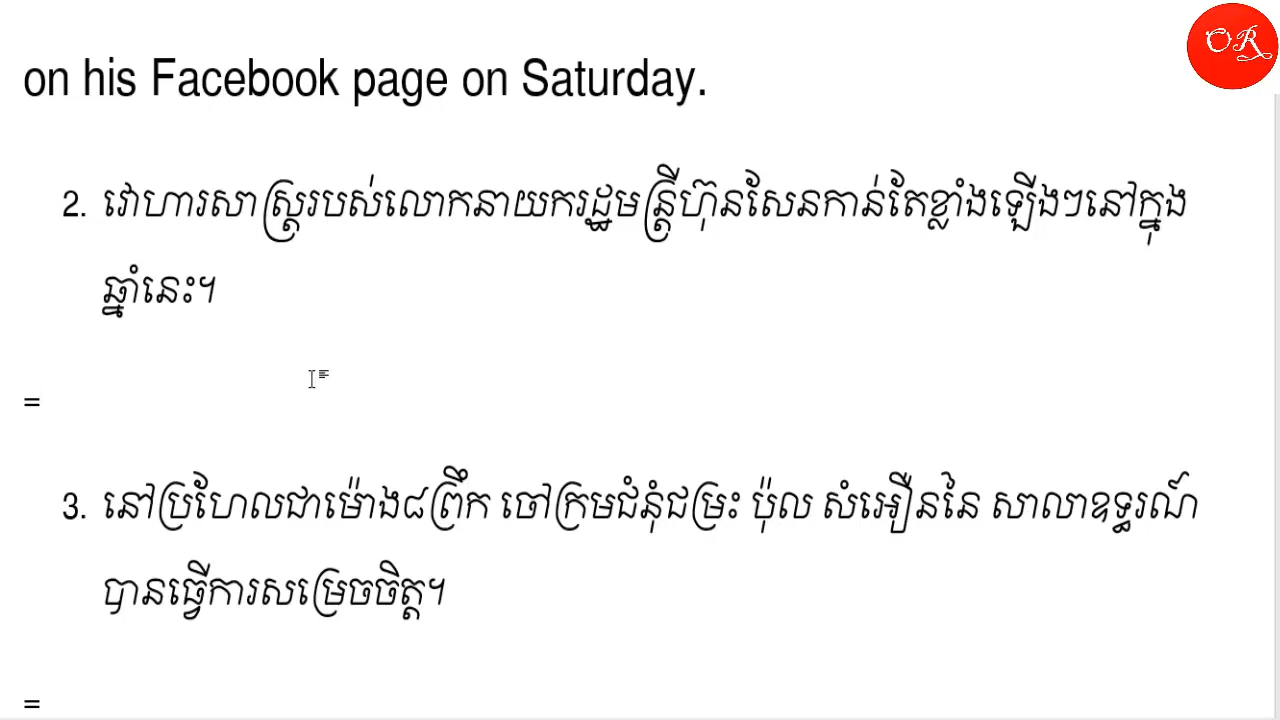 OR
on his Facebook page on Saturday.
2. វោហារសាស្ត្ររបស់លោកនាយករដ្ឋមន្ត្រីហ៊ុនសែនកាន់តែខ្លាំងឡើងៗនៅក្នុង
ឆ្នាំនេះ។
=
3. នៅប្រហែលជាម៉ោង៨ព្រឹក ចៅក្រមជំនុំជម្រះ ប៉ុល សំអឿននៃ សាលាឧទ្ធរណ៍
បានធ្វើការសម្រេចចិត្ត។
=